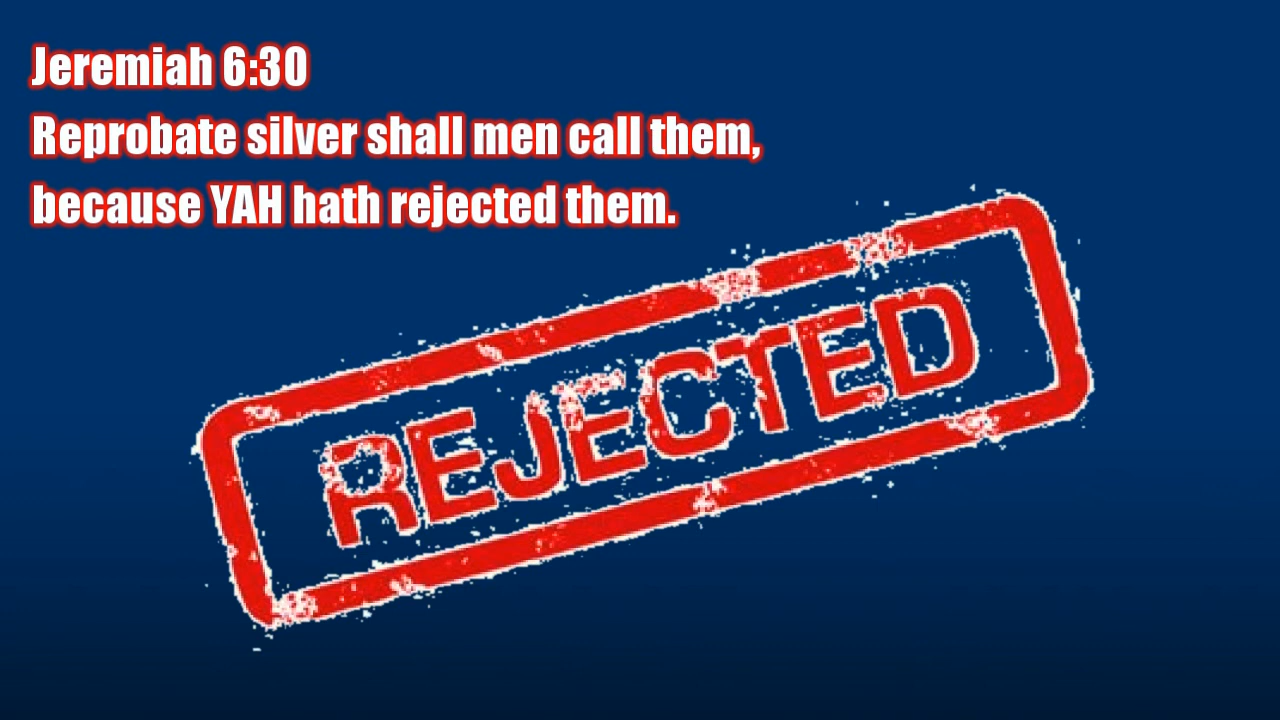 Jeremiah 6:30
Reprobate silver shall men call them,
because YAH hath rejected them.
REJECTED